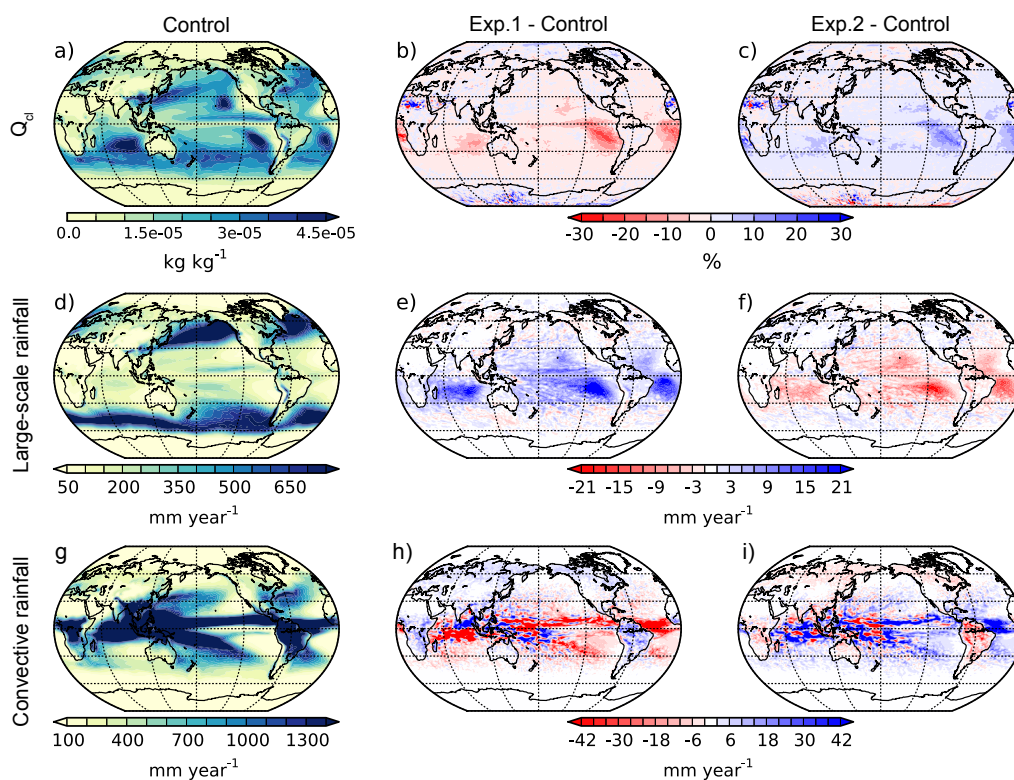 Control
Exp.1 - Control
Exp.2 - Control
a)
b)
c)
Qcl
0.0 1.5e-05 3e-05 4.5e-05
kg kg-1
-30 -20 -10 0 10 20 30
%
d)
e)
f)
Large-scale rainfall
50 200 350 500 650
mm year-1
-21 -15 -9 -3 3 9 15 21
mm year-1
g)
h)
i)
Convective rainfall
100 400 700 1000 1300
mm year-1
-42 -30 -18 -6 6 18 30 42
mm year-1